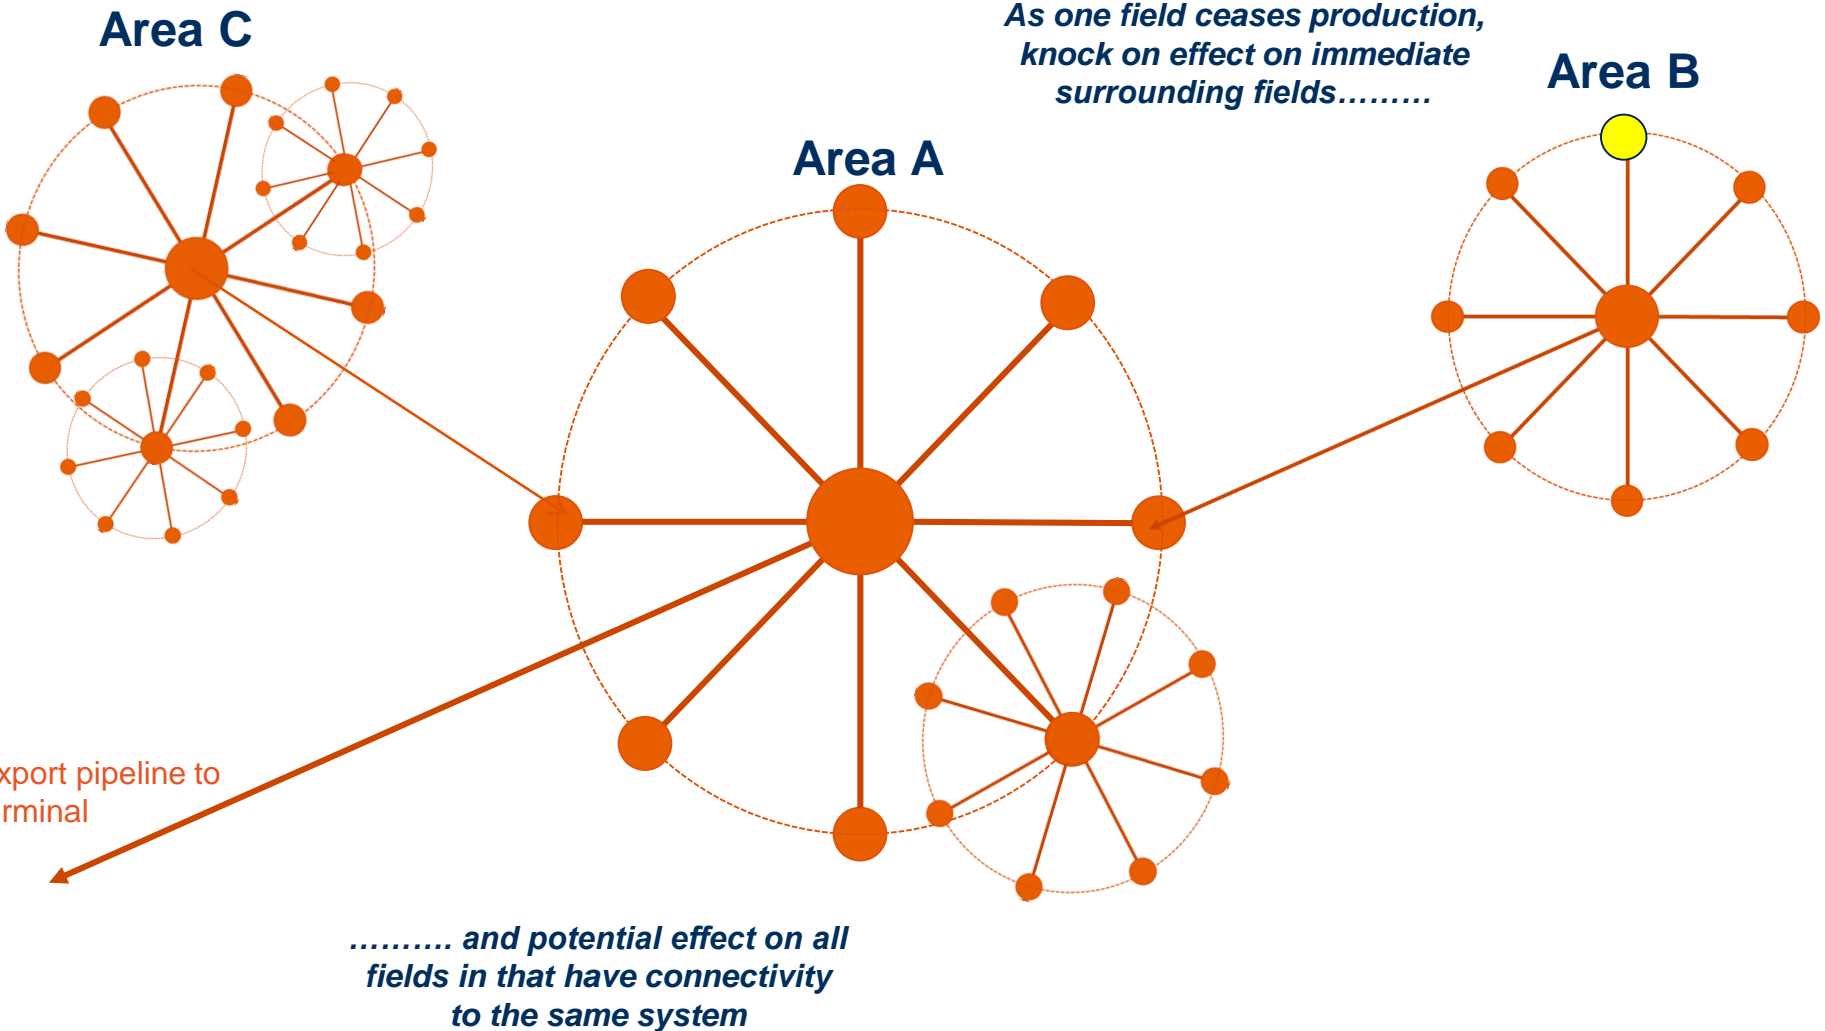 Area C
As one field ceases production,
knock on effect on immediate
surrounding fields………
Area B
Area A
xport pipeline to
rminal
………. and potential effect on all
fields in that have connectivity
to the same system